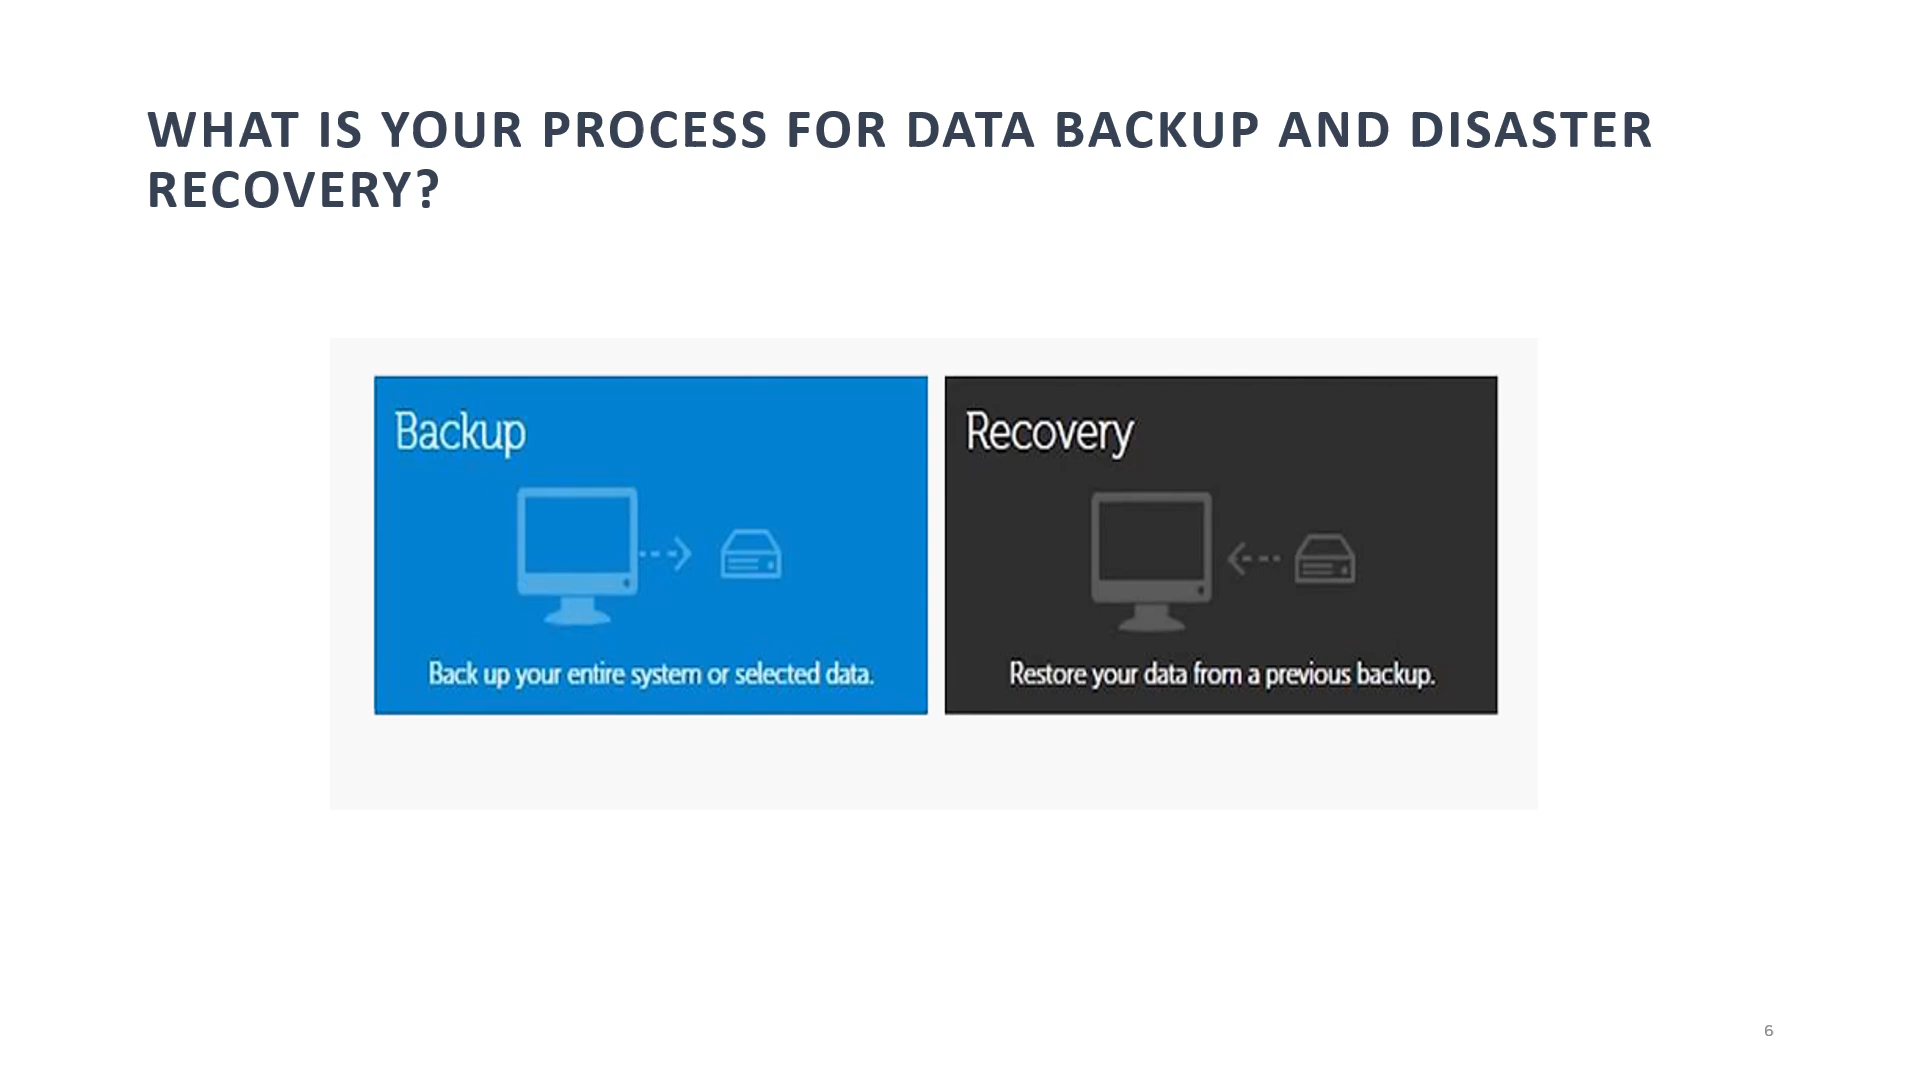 WHAT IS YOUR PROCESS FOR DATA BACKUP AND DISASTER
RECOVERY?
Backup
Back up your entire system or selected data.
Recovery
Restore your data from a previous backup.
6